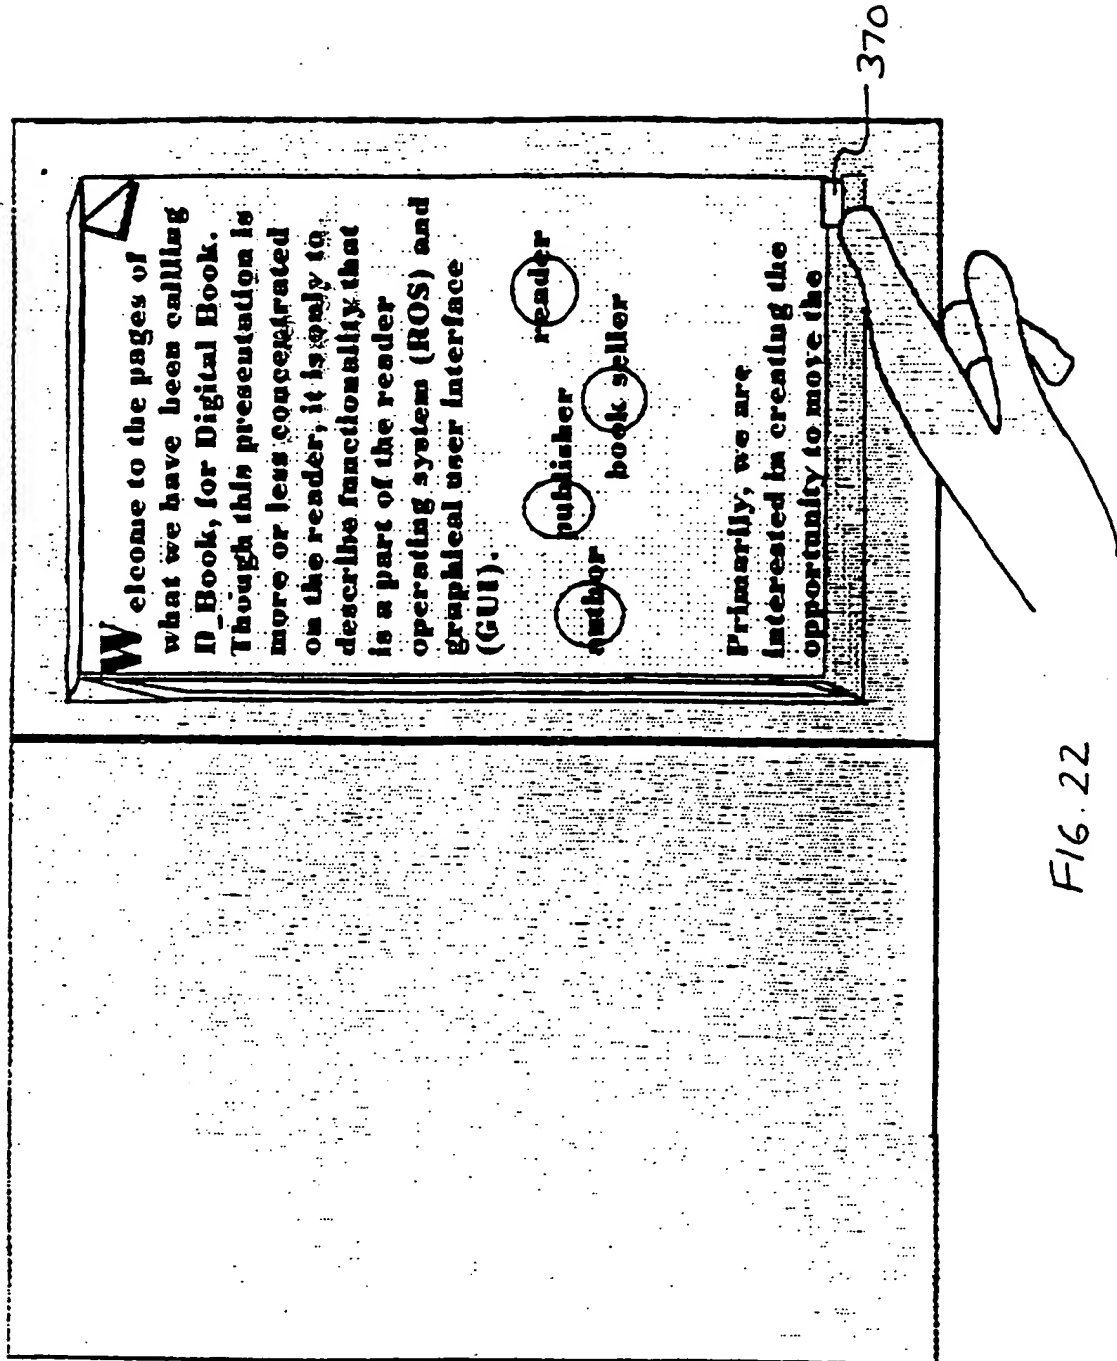 Welcome to the pages of
what we have been calling
D_Book, for Digital Book.
Though this presentation is
more or less concentrated
on the reader, it is only to
describe functionality that
is a part of the reader
operating system (ROS) and
graphical user interface
(GUI).
author publisher reader
book seller
Primarily, we are
interested in creating the
opportunity to move the
370
FIG. 22